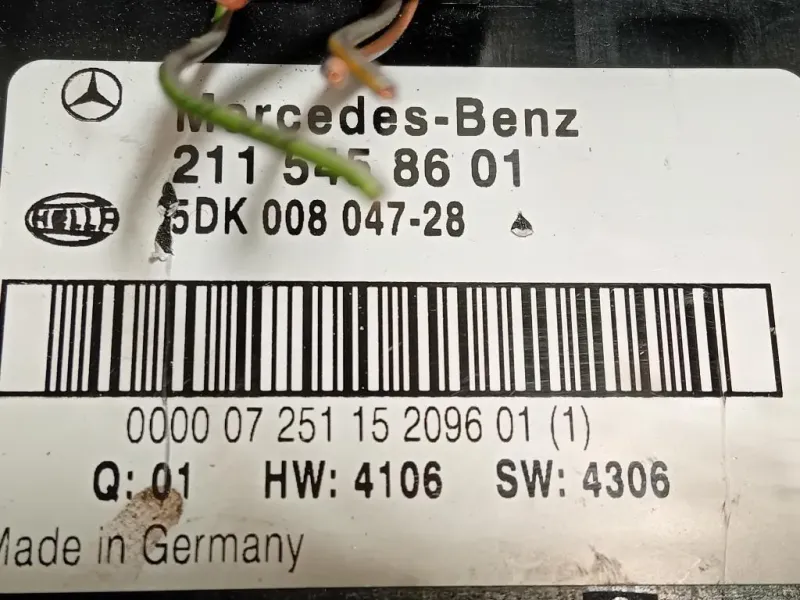 Mercedes-Benz
211 545 86 01
HELLA
5DK 008 047-28
0000 07 251 15 2096 01 (1)
Q: 01 HW: 4106 SW: 4306
Made in Germany